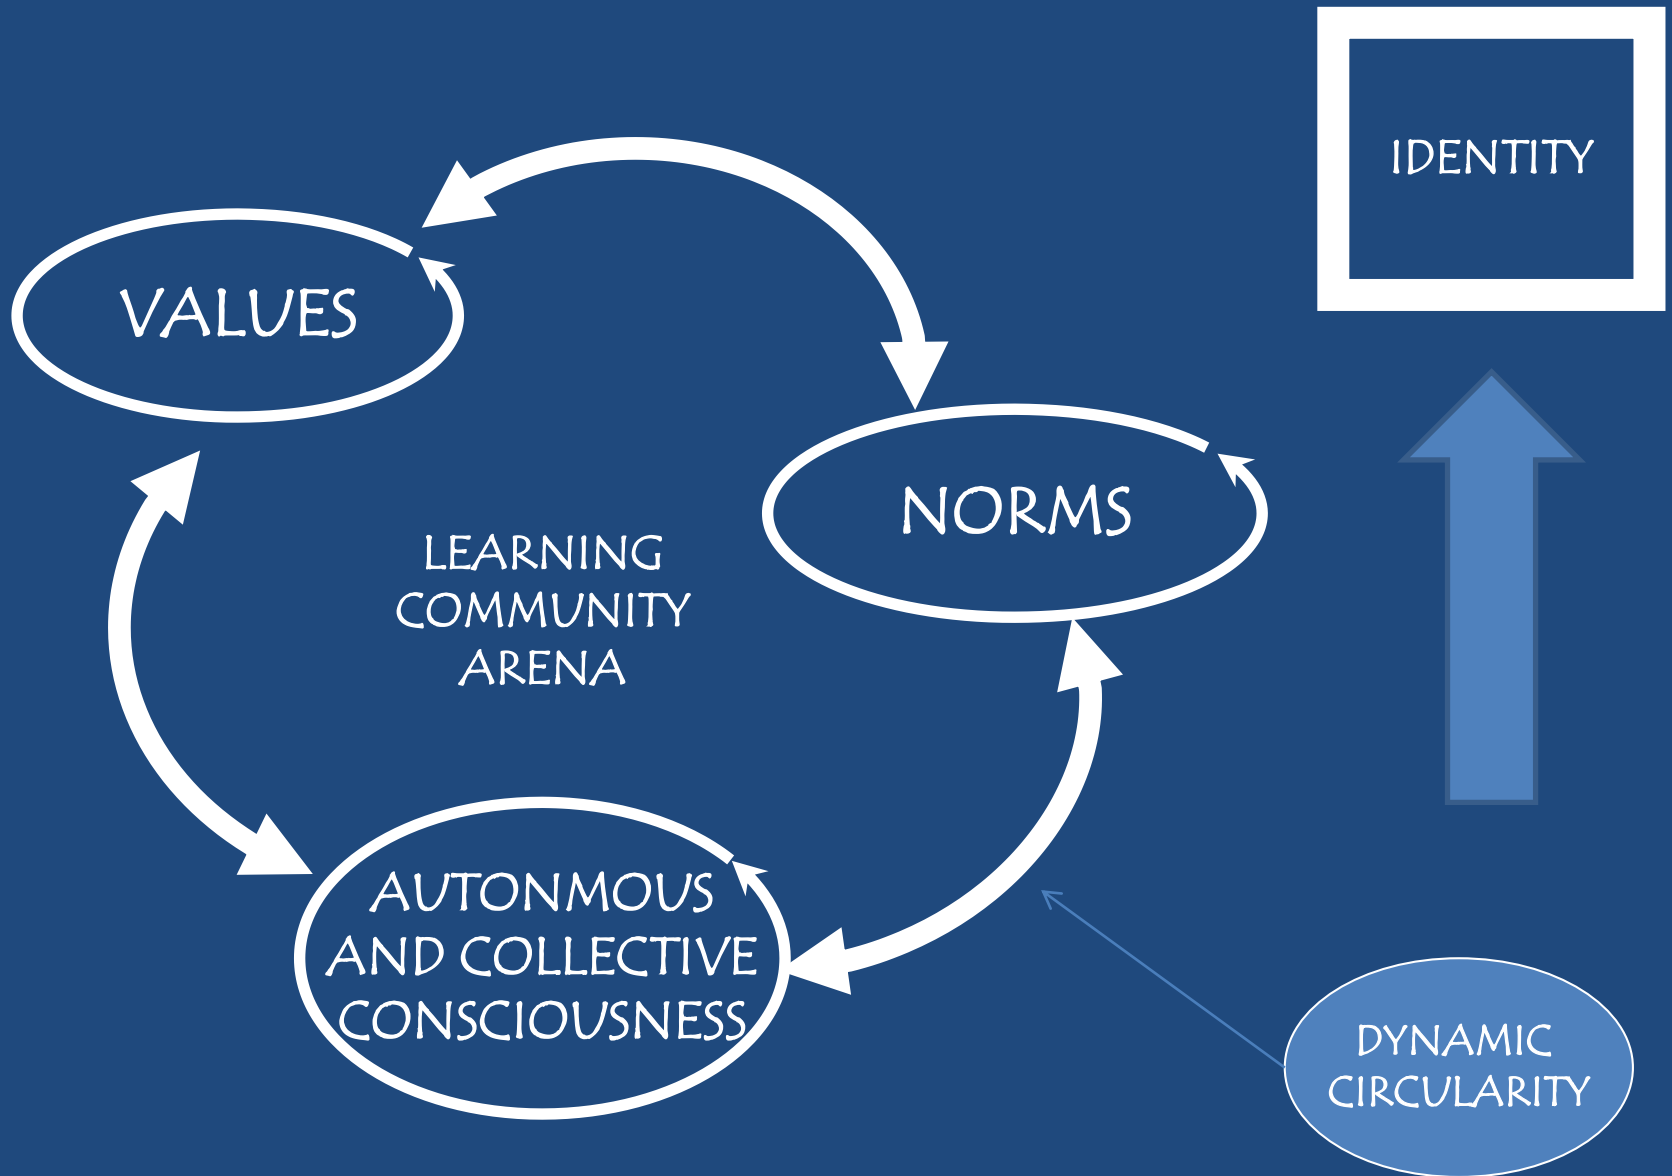 IDENTITY
VALUES
NORMS
LEARNING
COMMUNITY
ARENA
AUTONMOUS
AND COLLECTIVE
CONSCIOUSNESS
DYNAMIC
CIRCULARITY